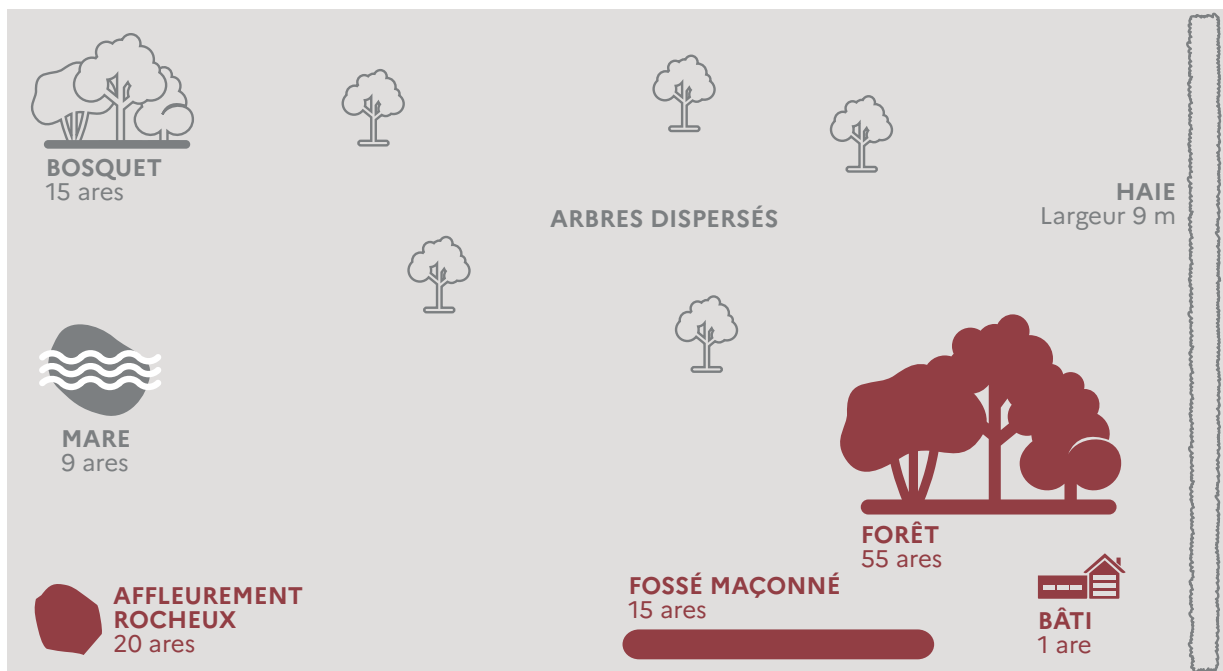 BOSQUET
15 ares
ARBRES DISPERSÉS
HAIE
Largeur 9 m
MARE
9 ares
FORÊT
55 ares
AFFLEUREMENT
ROCHEUX
20 ares
FOSSÉ MAÇONNÉ
15 ares
BÂTI
1 are